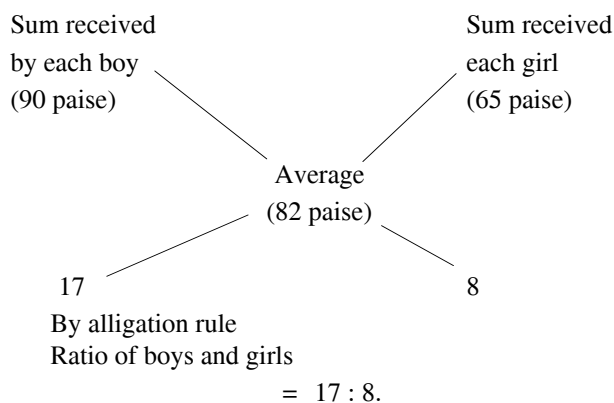 Sum received
by each boy
(90 paise)
Sum received
each girl
(65 paise)
Average
(82 paise)
17
8
By alligation rule
Ratio of boys and girls
= 17 : 8.